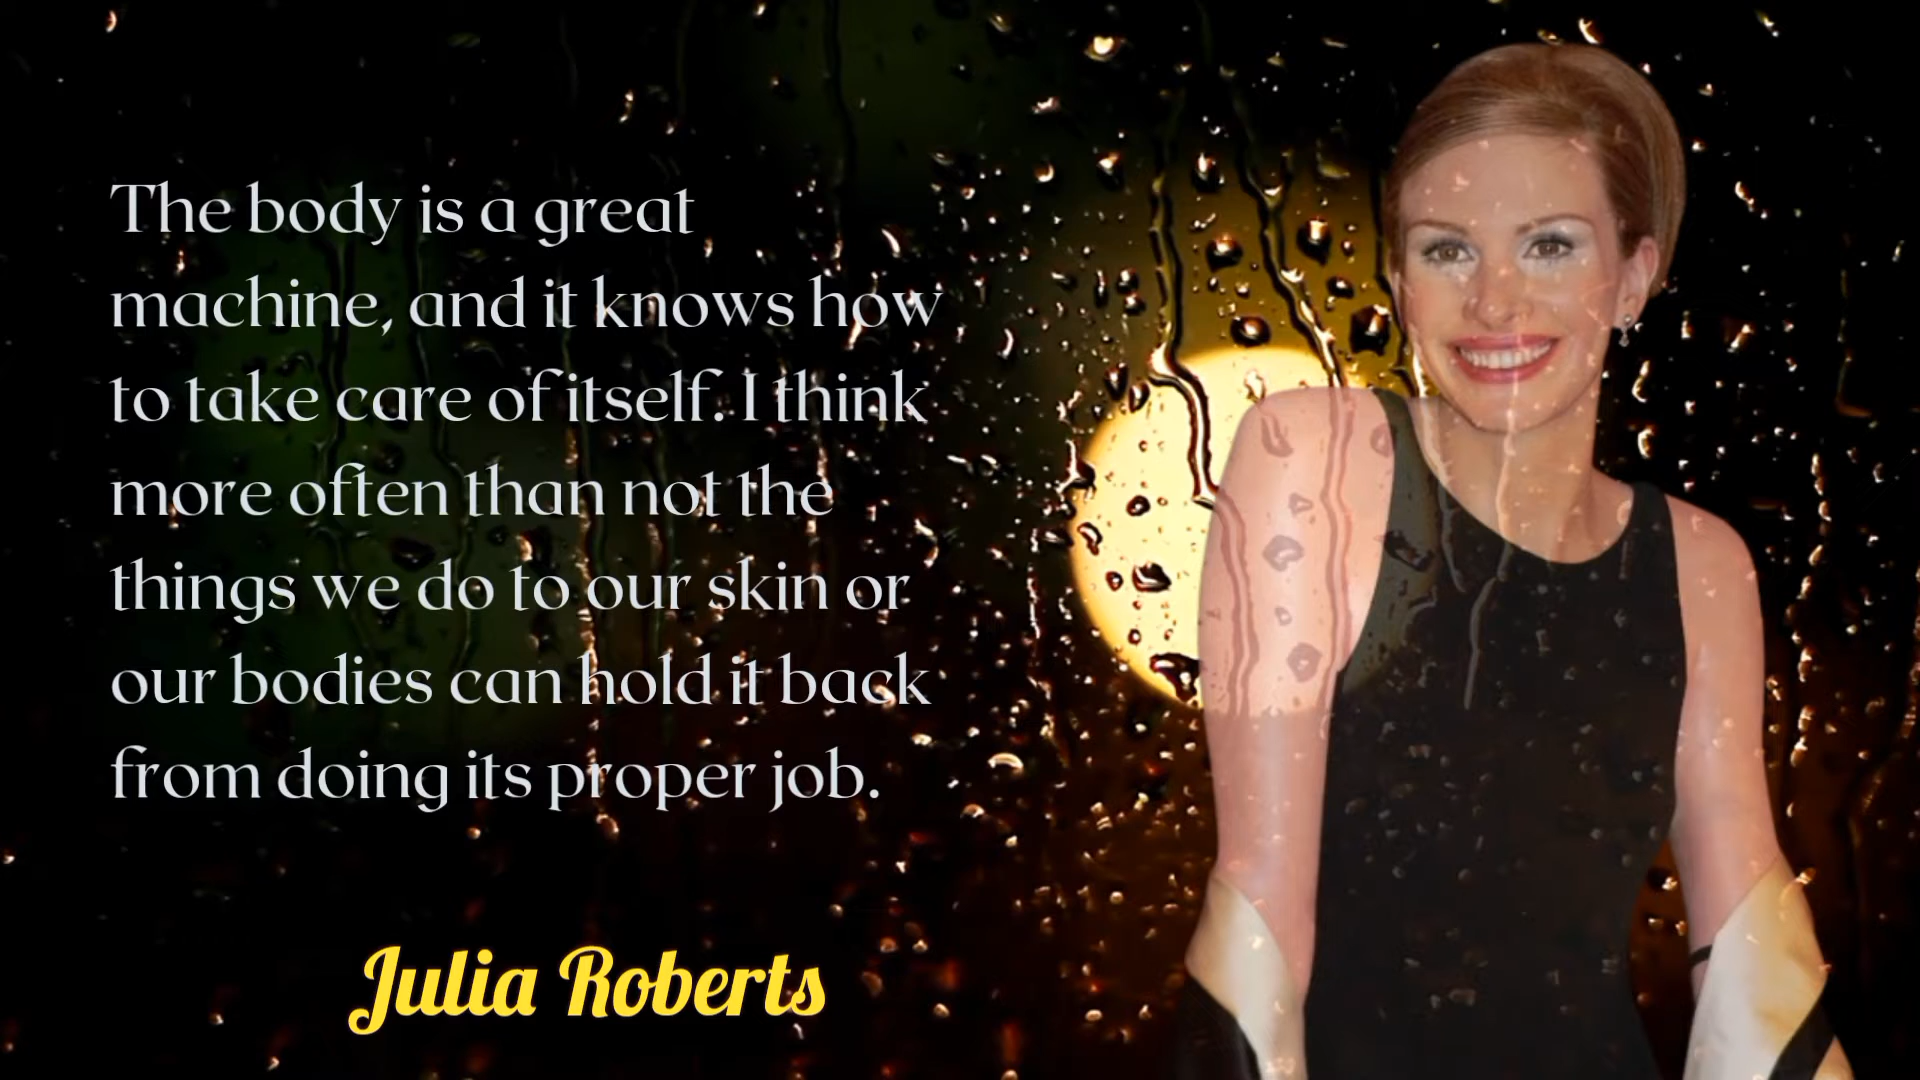 The body is a great
machine, and it knows how
to take care of itself. I think
more often than not the
things we do to our skin or
our bodies can hold it back
from doing its proper job.
Julia Roberts